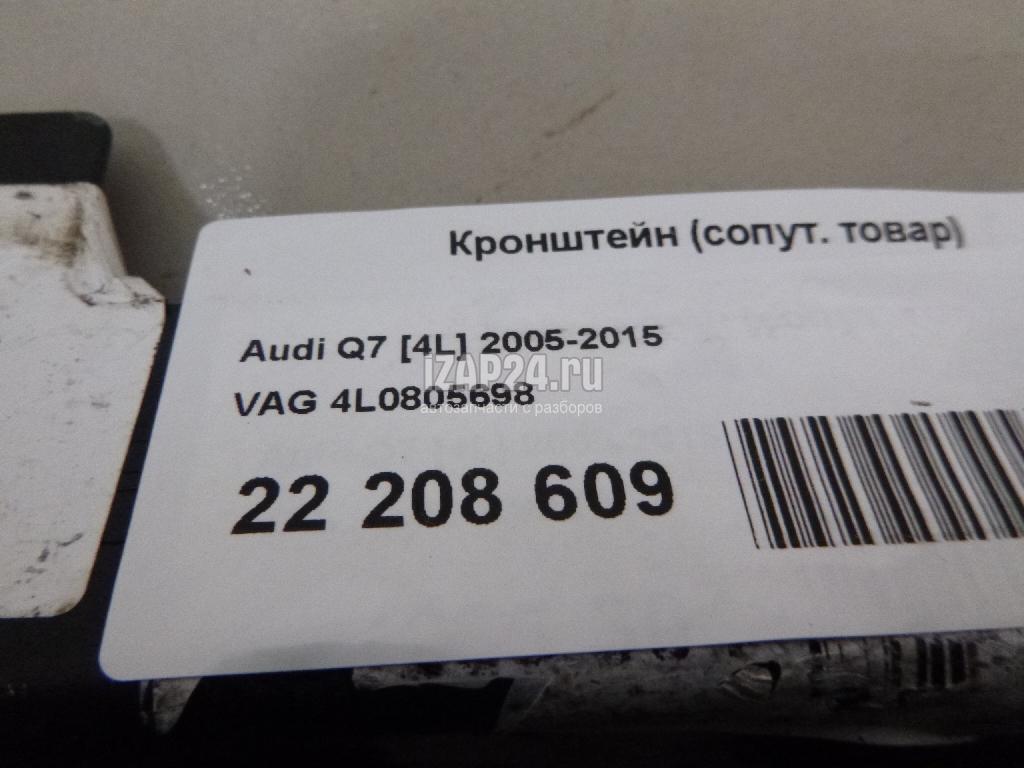 Кронштейн (сопут. товар)
Audi Q7 [4L] 2005-2015
iZAP24.ru
VAG 4L0805698
автозапчасти с разборов
22 208 609